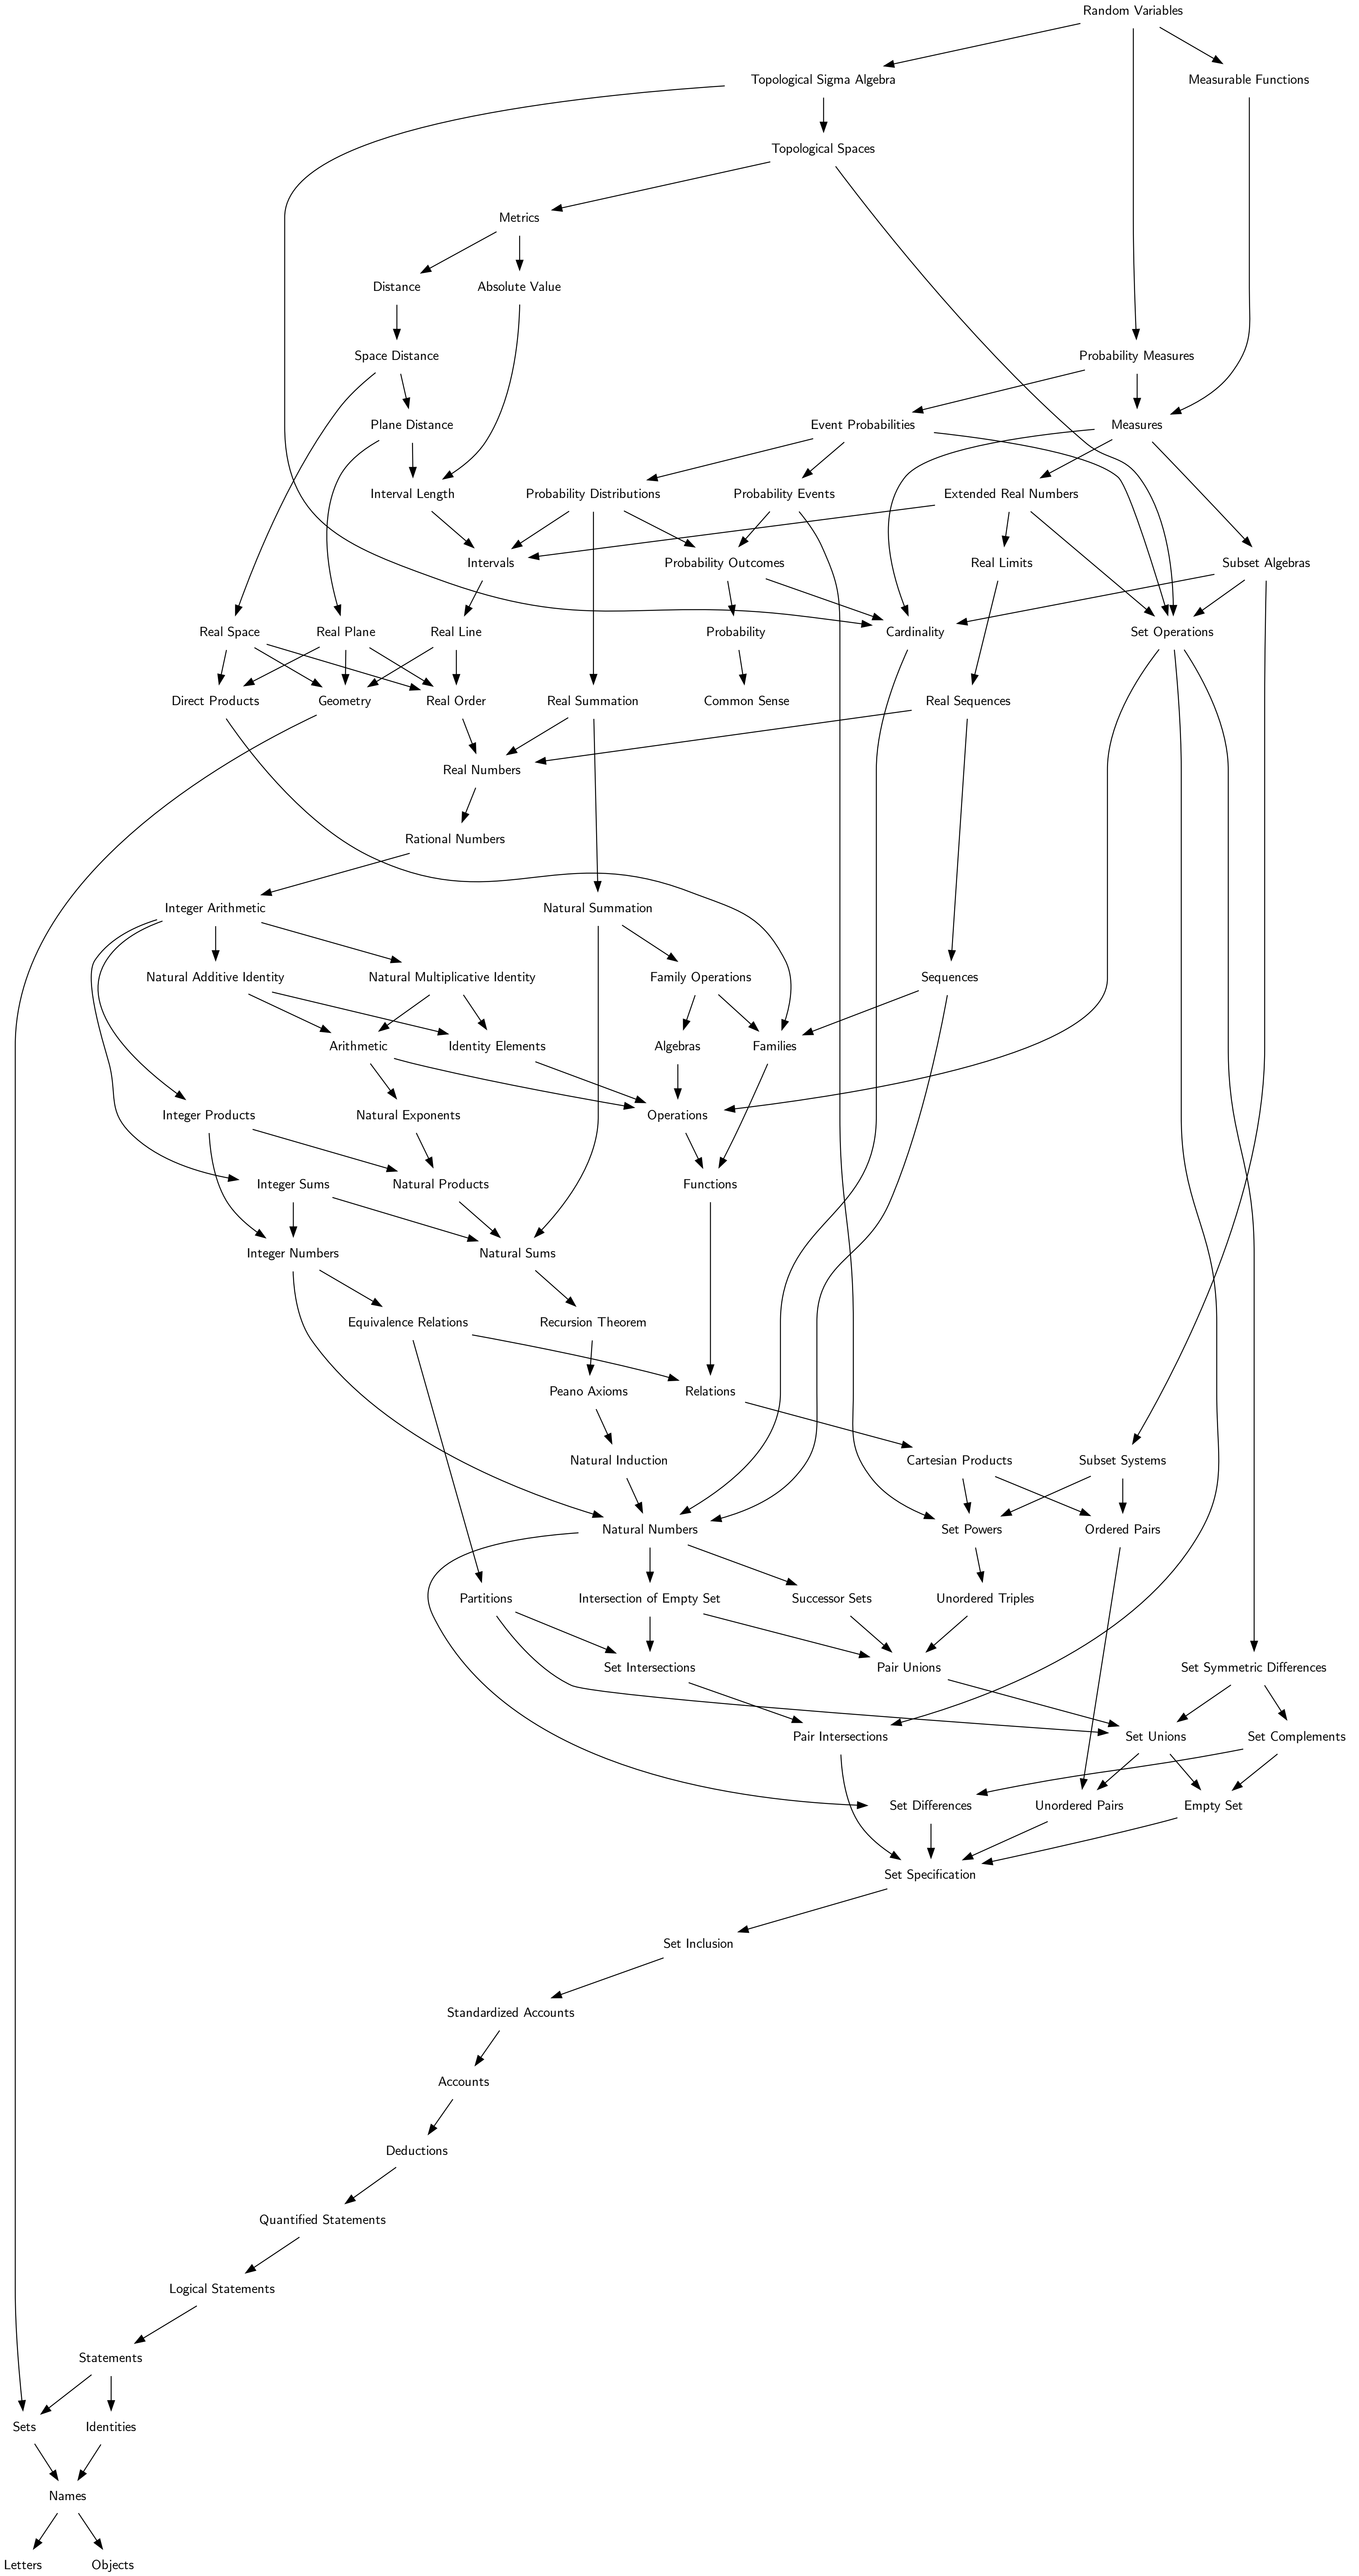 Random Variables
Topological Sigma Algebra
Measurable Functions
Topological Spaces
Metrics
Distance
Absolute Value
Space Distance
Probability Measures
Plane Distance
Event Probabilities
Measures
Interval Length
Probability Distributions
Probability Events
Extended Real Numbers
Intervals
Probability Outcomes
Real Limits
Subset Algebras
Real Space
Real Plane
Real Line
Probability
Cardinality
Set Operations
Direct Products
Geometry
Real Order
Real Summation
Common Sense
Real Sequences
Real Numbers
Rational Numbers
Integer Arithmetic
Natural Summation
Natural Additive Identity
Natural Multiplicative Identity
Family Operations
Sequences
Arithmetic
Identity Elements
Algebras
Families
Integer Products
Natural Exponents
Operations
Integer Sums
Natural Products
Functions
Integer Numbers
Natural Sums
Equivalence Relations
Recursion Theorem
Peano Axioms
Relations
Natural Induction
Cartesian Products
Subset Systems
Natural Numbers
Set Powers
Ordered Pairs
Partitions
Intersection of Empty Set
Successor Sets
Unordered Triples
Set Intersections
Pair Unions
Set Symmetric Differences
Pair Intersections
Set Unions
Set Complements
Set Differences
Unordered Pairs
Empty Set
Set Specification
Set Inclusion
Standardized Accounts
Accounts
Deductions
Quantified Statements
Logical Statements
Statements
Sets
Identities
Names
Letters
Objects